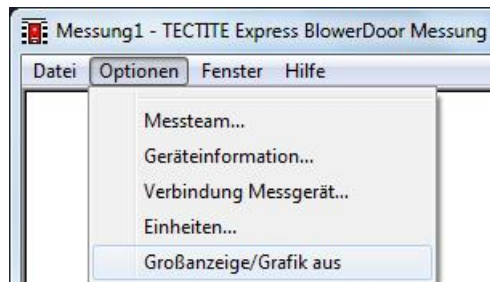 Messung1 - TECTITE Express BlowerDoor Messung
Datei Optionen Fenster Hilfe
Messteam...
Geräteinformation...
Verbindung Messgerät...
Einheiten...
Großanzeige/Grafik aus